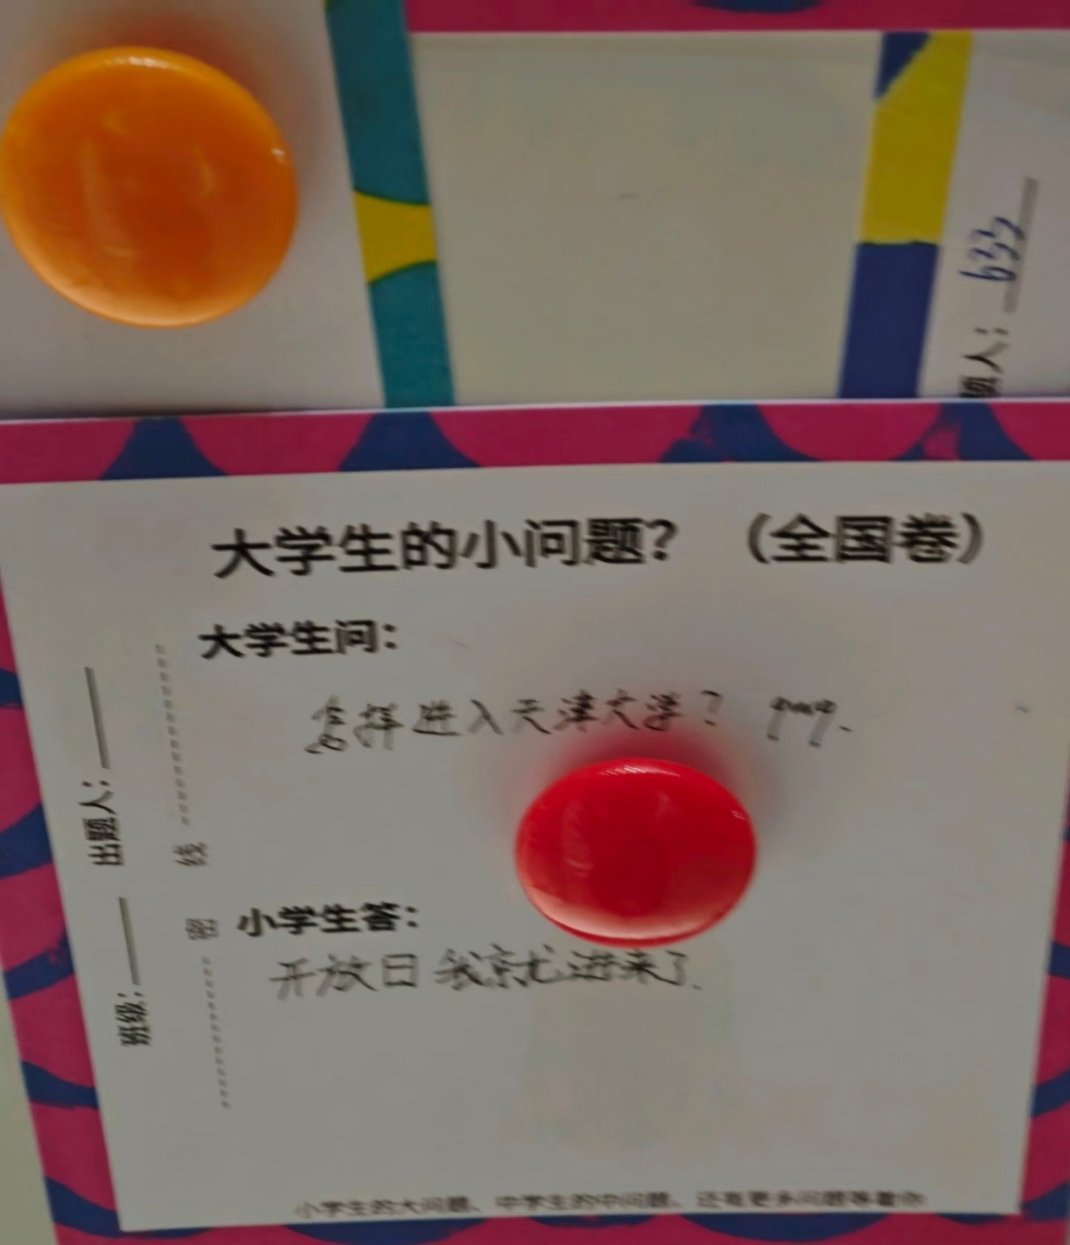 题人：633
大学生的小问题？（全国卷）
大学生问：
怎样进入天津大学？qwq.
出题人：
线
密
小学生答：
开放日我就进来了.
班级：
小学生的大问题、中学生的中问题、还有更多问题等着你